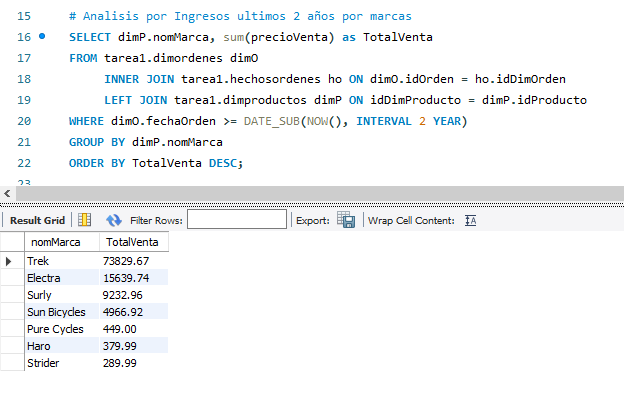 15 # Analisis por Ingresos ultimos 2 años por marcas
16 SELECT dimP.nomMarca, sum(precioVenta) as TotalVenta
17 FROM tarea1.dimordenes dimO
18 INNER JOIN tarea1.hechosordenes ho ON dimO.idOrden = ho.idDimOrden
19 LEFT JOIN tarea1.dimproductos dimP ON idDimProducto = dimP.idProducto
20 WHERE dimO.fechaOrden >= DATE_SUB(NOW(), INTERVAL 2 YEAR)
21 GROUP BY dimP.nomMarca
22 ORDER BY TotalVenta DESC;
23
Result Grid Filter Rows: Export: Wrap Cell Content:
nomMarca TotalVenta
Trek 73829.67
Electra 15639.74
Surly 9232.96
Sun Bicycles 4966.92
Pure Cycles 449.00
Haro 379.99
Strider 289.99